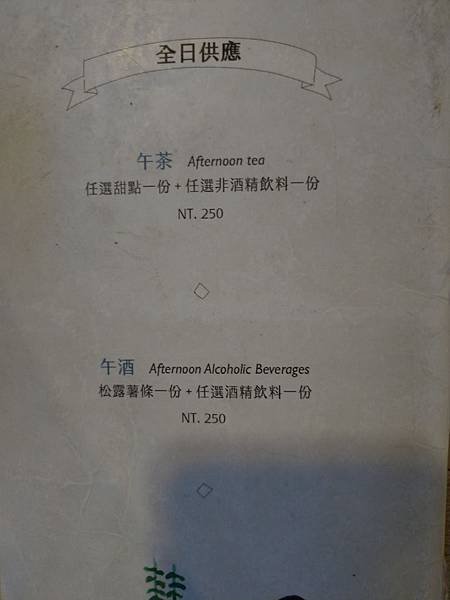 全日供應
午茶 Afternoon tea
任選甜點一份 + 任選非酒精飲料一份
NT. 250
午酒 Afternoon Alcoholic Beverages
松露薯條一份 + 任選酒精飲料一份
NT. 250